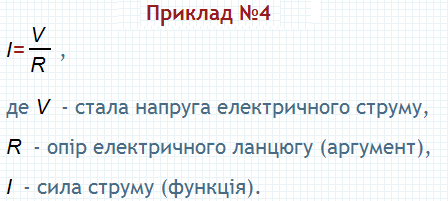 Приклад №4
I=V/R ,
де V - стала напруга електричного струму,
R - опір електричного ланцюгу (аргумент),
I - сила струму (функція).